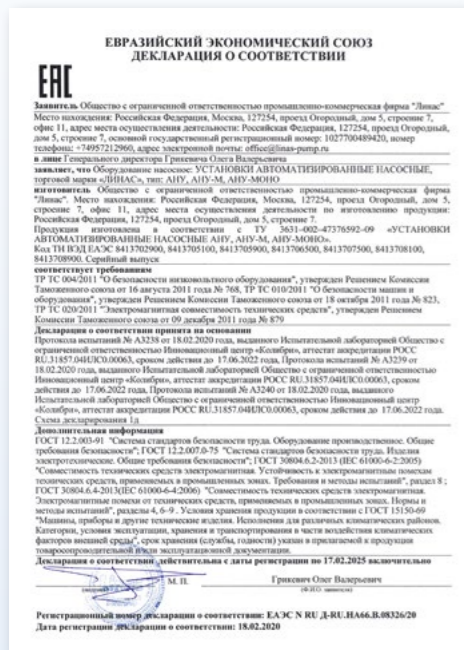 ЕВРАЗИЙСКИЙ ЭКОНОМИЧЕСКИЙ СОЮЗ
ДЕКЛАРАЦИЯ О СООТВЕТСТВИИ
ЕАС
Заявитель Общество с ограниченной ответственностью промышленно-коммерческая фирма "Линас"
Место нахождения: Российская Федерация, Москва, 127254, проезд Огородный, дом 5, строение 7,
офис 11, адрес места осуществления деятельности: Российская Федерация, 127254, проезд Огородный,
дом 5, строение 7, основной государственный регистрационный номер: 1027700489420, номер
телефона: +74957212960, адрес электронной почты: office@linas-pump.ru
в лице Генерального директора Грикевича Олега Валерьевича
заявляет, что Оборудование насосное: УСТАНОВКИ АВТОМАТИЗИРОВАННЫЕ НАСОСНЫЕ,
торговой марки «ЛИНАС», тип: АНУ, АНУ-М, АНУ-МОНО
изготовитель Общество с ограниченной ответственностью промышленно-коммерческая фирма
"Линас". Место нахождения: Российская Федерация, Москва, 127254, проезд Огородный, дом 5,
строение 7, офис 11, адрес места осуществления деятельности по изготовлению продукции:
Российская Федерация, 127254, проезд Огородный, дом 5, строение 7.
Продукция изготовлена в соответствии с ТУ 3631-002-47376592-09 «УСТАНОВКИ
АВТОМАТИЗИРОВАННЫЕ НАСОСНЫЕ АНУ, АНУ-М, АНУ-МОНО».
Код ТН ВЭД ЕАЭС 8413702900, 8413705100, 8413705900, 8413706500, 8413707500, 8413708100,
8413708900. Серийный выпуск
соответствует требованиям
ТР ТС 004/2011 "О безопасности низковольтного оборудования", утвержден Решением Комиссии
Таможенного союза от 16 августа 2011 года № 768, ТР ТС 010/2011 "О безопасности машин и
оборудования", утвержден Решением Комиссии Таможенного союза от 18 октября 2011 года № 823,
ТР ТС 020/2011 "Электромагнитная совместимость технических средств", утвержден Решением
Комиссии Таможенного союза от 09 декабря 2011 года № 879
Декларация о соответствии принята на основании
Протокола испытаний № А3238 от 18.02.2020 года, выданного Испытательной лабораторией Общества с
ограниченной ответственностью Инновационный центр «Колибри», аттестат аккредитации РОСС
RU.31857.04ИЛС0.00063, сроком действия до 17.06.2022 года, Протокола испытаний № А3239 от
18.02.2020 года, выданного Испытательной лабораторией Общества с ограниченной ответственностью
Инновационный центр «Колибри», аттестат аккредитации РОСС RU.31857.04ИЛС0.00063, сроком
действия до 17.06.2022 года, Протокола испытаний № А3240 от 18.02.2020 года, выданного
Испытательной лабораторией Общества с ограниченной ответственностью Инновационный центр
«Колибри», аттестат аккредитации РОСС RU.31857.04ИЛС0.00063, сроком действия до 17.06.2022 года.
Схема декларирования 1д
Дополнительная информация
ГОСТ 12.2.003-91 "Система стандартов безопасности труда. Оборудование производственное. Общие
требования безопасности"; ГОСТ 12.2.007.0-75 "Система стандартов безопасности труда. Изделия
электротехнические. Общие требования безопасности"; ГОСТ 30804.6.2-2013 (IEC 61000-6-2:2005)
"Совместимость технических средств электромагнитная. Устойчивость к электромагнитным помехам
технических средств, применяемых в промышленных зонах. Требования и методы испытаний", раздел 8 ;
ГОСТ 30804.6.4-2013(IEC 61000-6-4:2006) "Совместимость технических средств электромагнитная.
Электромагнитные помехи от технических средств, применяемых в промышленных зонах. Нормы и
методы испытаний", разделы 4, 6-9 . Условия хранения продукции в соответствии с ГОСТ 15150-69
"Машины, приборы и другие технические изделия. Исполнения для различных климатических районов.
Категории, условия эксплуатации, хранения и транспортирования в части воздействия климатических
факторов внешней среды", срок хранения (службы, годности) указан в прилагаемой к продукции
товаросопроводительной и/или эксплуатационной документации.
Декларация о соответствии действительна с даты регистрации по 17.02.2025 включительно
М. П.
Грикевич Олег Валерьевич
(подпись)
(Ф.И.О. заявителя)
Регистрационный номер декларации о соответствии: ЕАЭС N RU Д-RU.НА66.В.08326/20
Дата регистрации декларации о соответствии: 18.02.2020